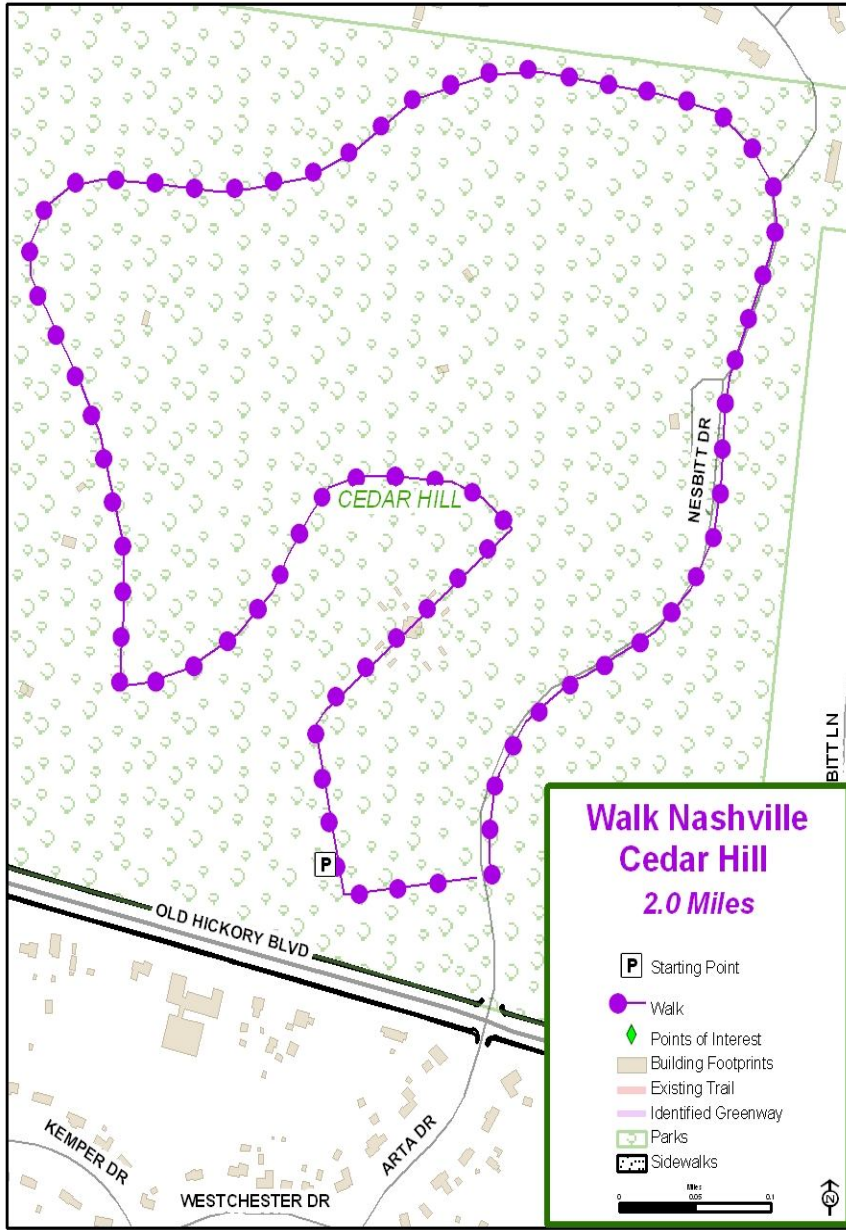 CEDAR HILL
NESBITT DR
BITT LN
P
OLD HICKORY BLVD
KEMPER DR
ARTA DR
WESTCHESTER DR
Walk Nashville
Cedar Hill
2.0 Miles
P Starting Point
Walk
Points of Interest
Building Footprints
Existing Trail
Identified Greenway
Parks
Sidewalks
Miles
0 0.05 0.1
N